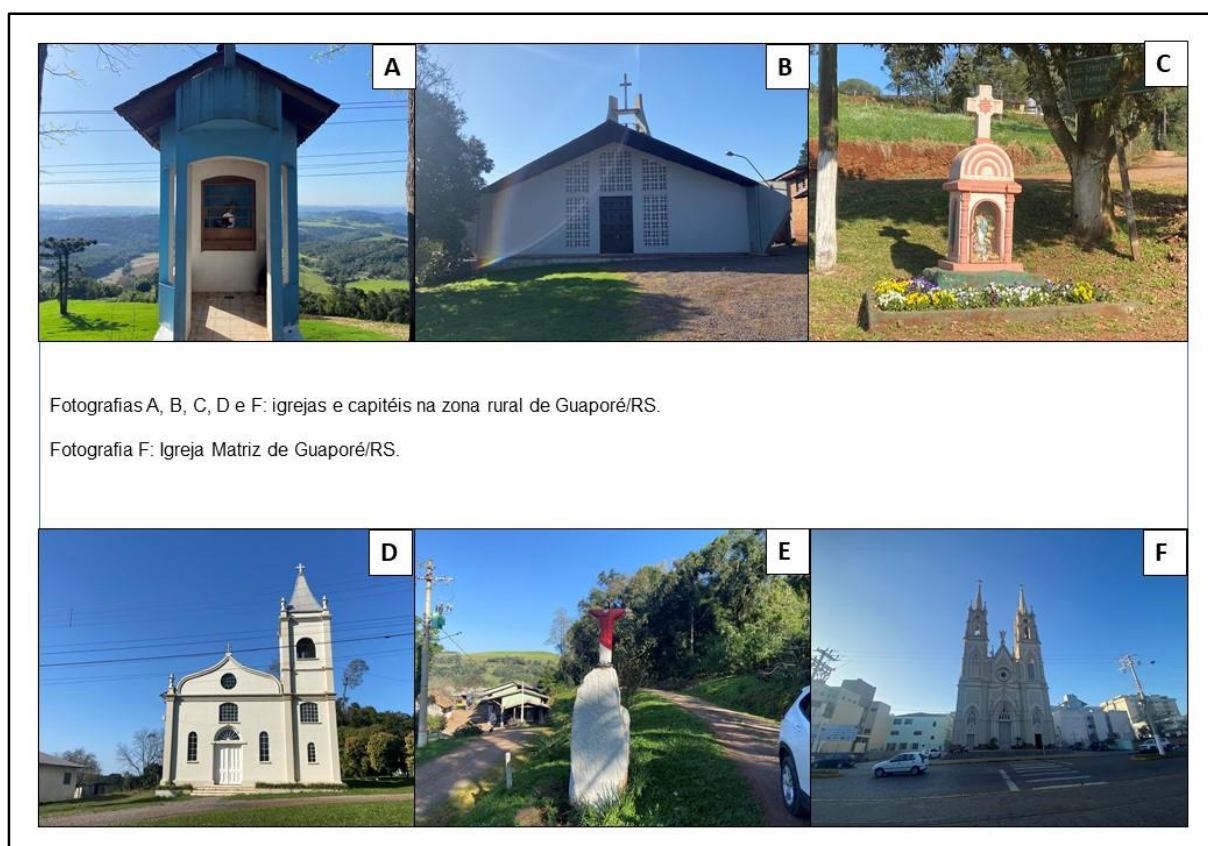 A
B
C
Fotografias A, B, C, D e F: igrejas e capitéis na zona rural de Guaporé/RS.
Fotografia F: Igreja Matriz de Guaporé/RS.
D
E
F